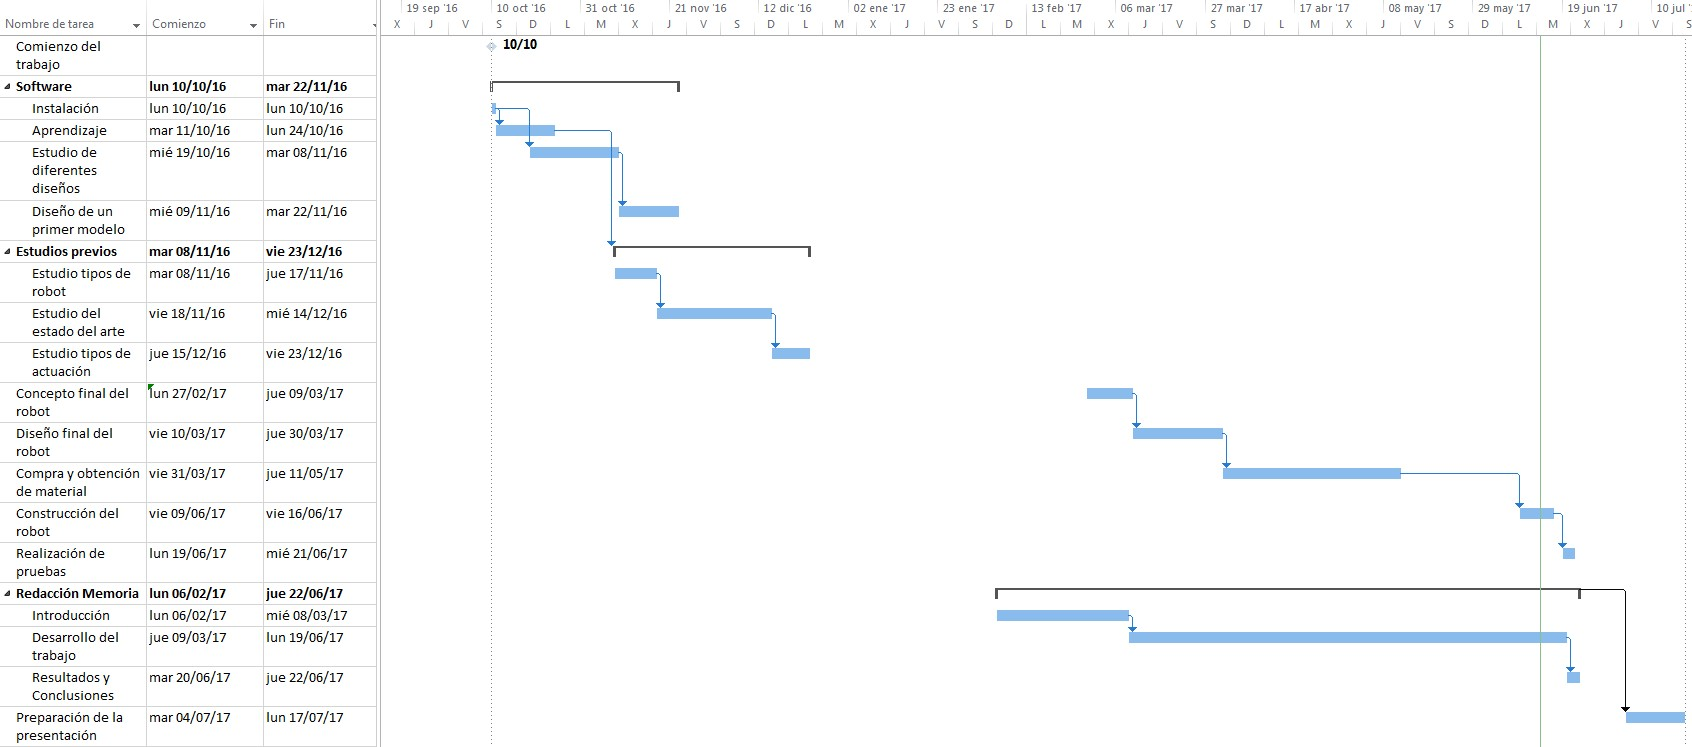 19 sep '16 10 oct '16 31 oct '16 21 nov '16 12 dic '16 02 ene '17 23 ene '17 13 feb '17 06 mar '17 27 mar '17 17 abr '17 08 may '17 29 may '17 19 jun '17 10 jul '
Nombre de tarea Comienzo Fin X J V S D L M X J V S D L M X J V S D L M X J V S D L M X J V S
Comienzo del
trabajo
10/10
Software lun 10/10/16 mar 22/11/16
Instalación lun 10/10/16 lun 10/10/16
Aprendizaje mar 11/10/16 lun 24/10/16
Estudio de mié 19/10/16 mar 08/11/16
diferentes
diseños
Diseño de un mié 09/11/16 mar 22/11/16
primer modelo
Estudios previos mar 08/11/16 vie 23/12/16
Estudio tipos de mar 08/11/16 jue 17/11/16
robot
Estudio del vie 18/11/16 mié 14/12/16
estado del arte
Estudio tipos de jue 15/12/16 vie 23/12/16
actuación
Concepto final del lun 27/02/17 jue 09/03/17
robot
Diseño final del vie 10/03/17 jue 30/03/17
robot
Compra y obtención vie 31/03/17 jue 11/05/17
de material
Construcción del vie 09/06/17 vie 16/06/17
robot
Realización de lun 19/06/17 mié 21/06/17
pruebas
Redacción Memoria lun 06/02/17 jue 22/06/17
Introducción lun 06/02/17 mié 08/03/17
Desarrollo del jue 09/03/17 lun 19/06/17
trabajo
Resultados y mar 20/06/17 jue 22/06/17
Conclusiones
Preparación de la mar 04/07/17 lun 17/07/17
presentación